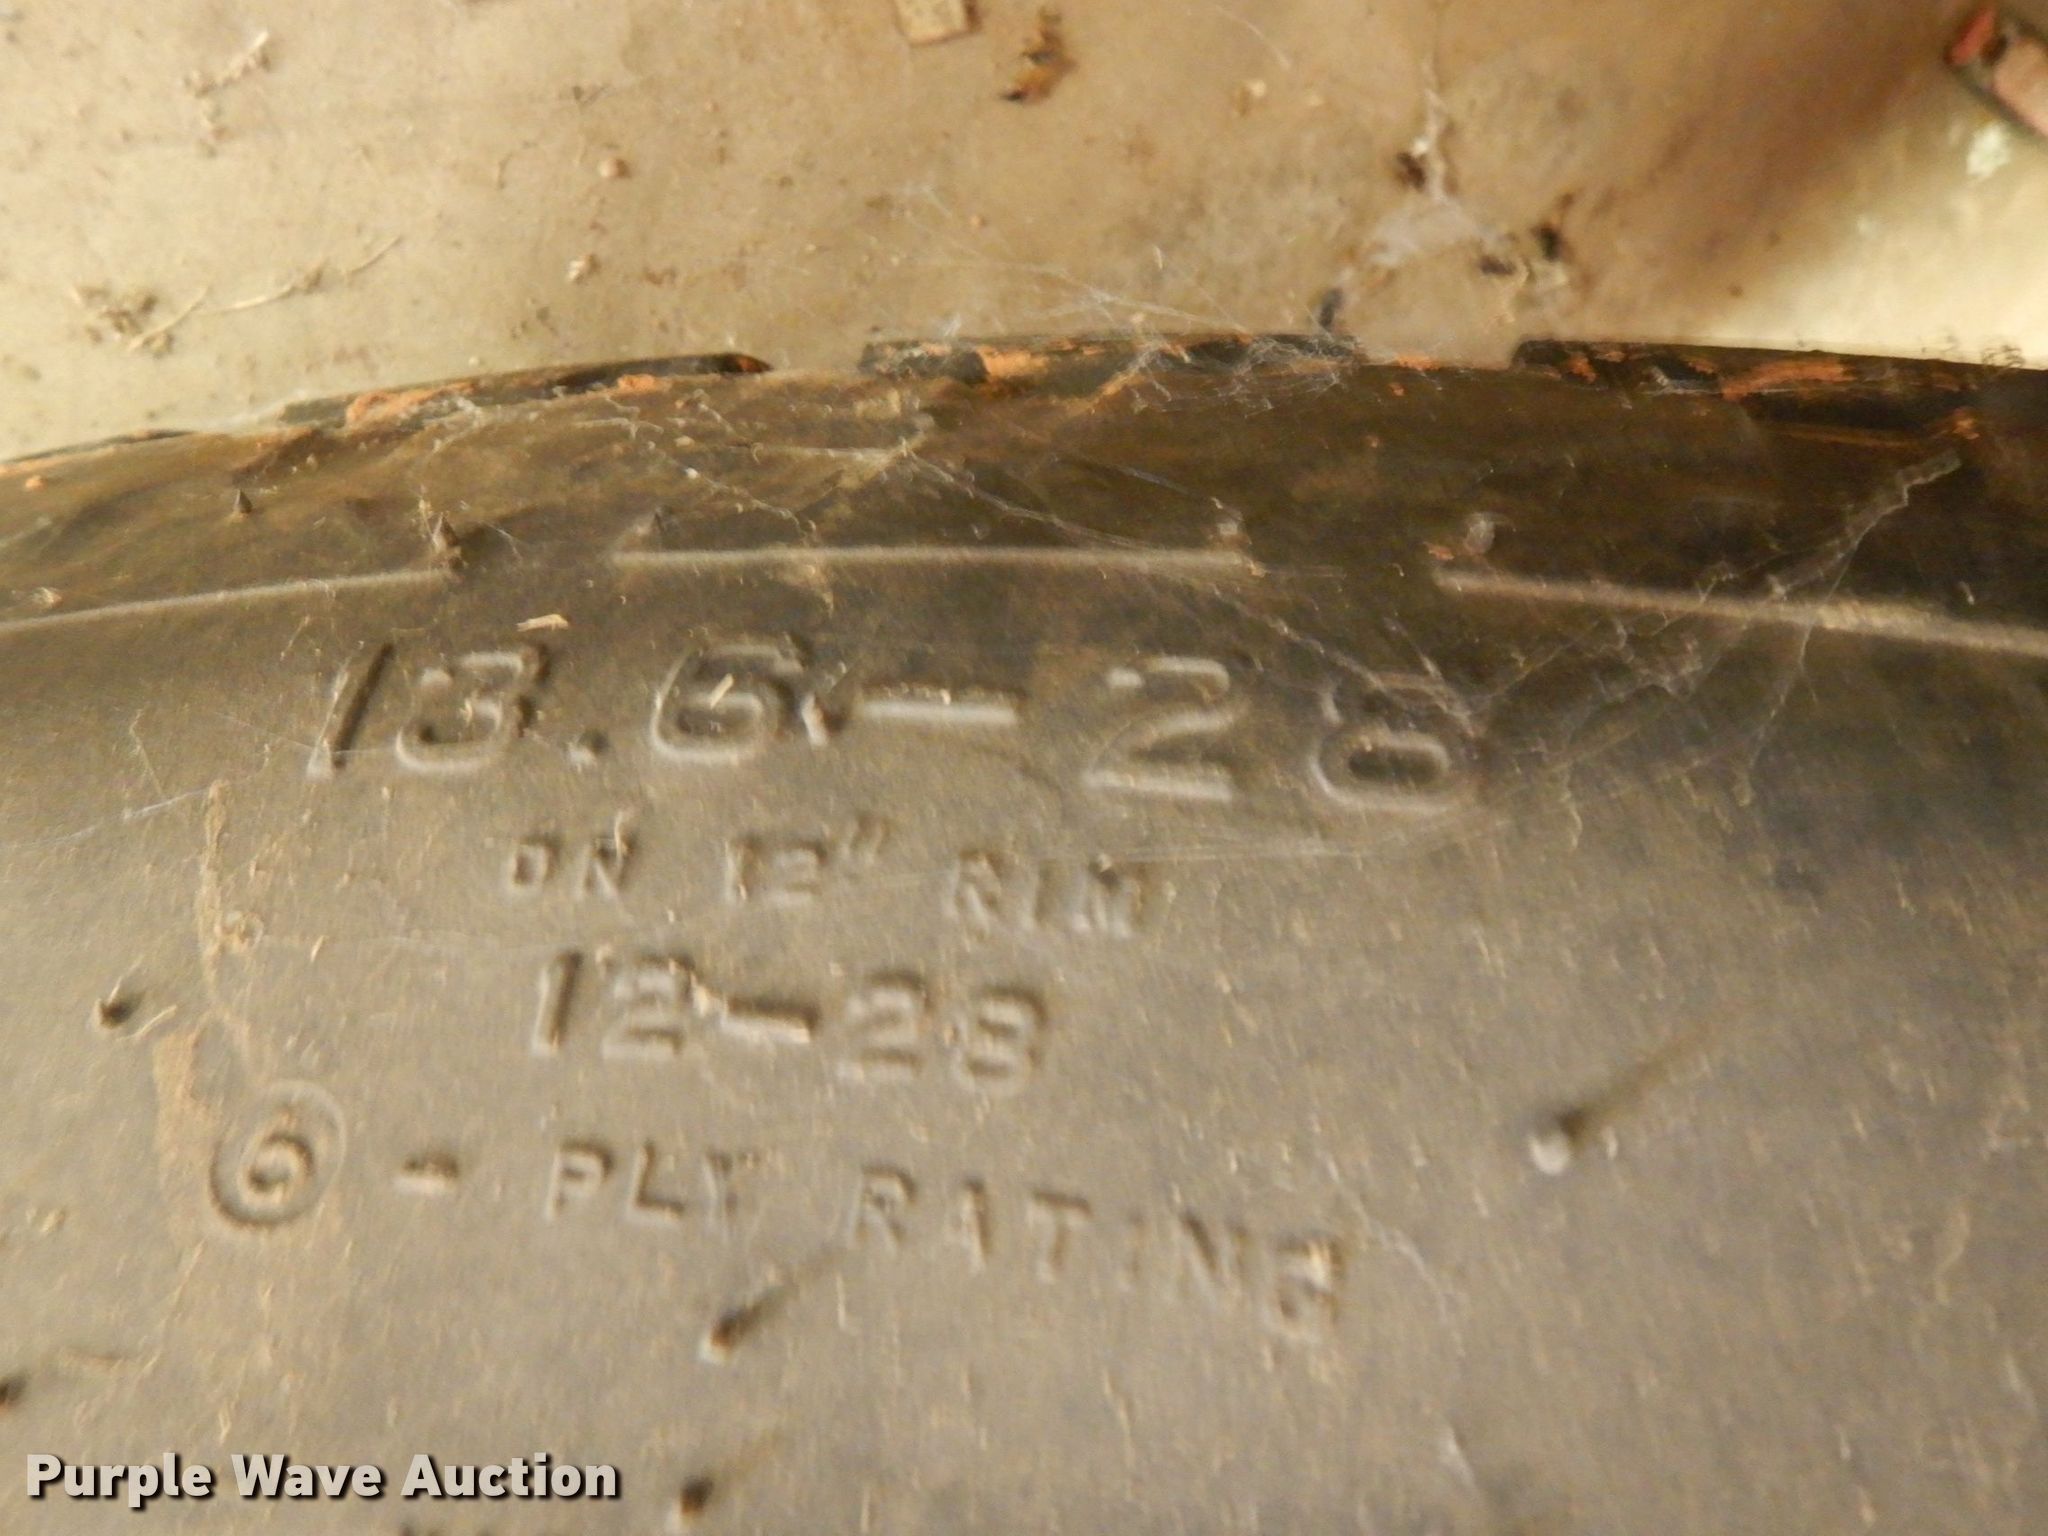 13.6-28
ON 12" RIM
12-28
6 - PLY RATING
Purple Wave Auction